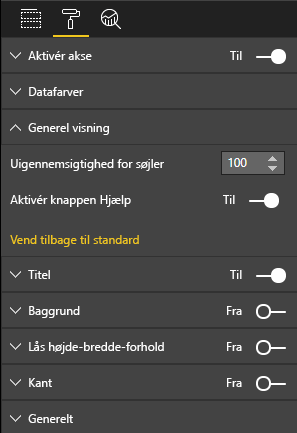 Aktivér akse Til
Datafarver
Generel visning
Uigennemsigtighed for søjler 100
Aktivér knappen Hjælp Til
Vend tilbage til standard
Titel Til
Baggrund Fra
Lås højde-bredde-forhold Fra
Kant Fra
Generelt